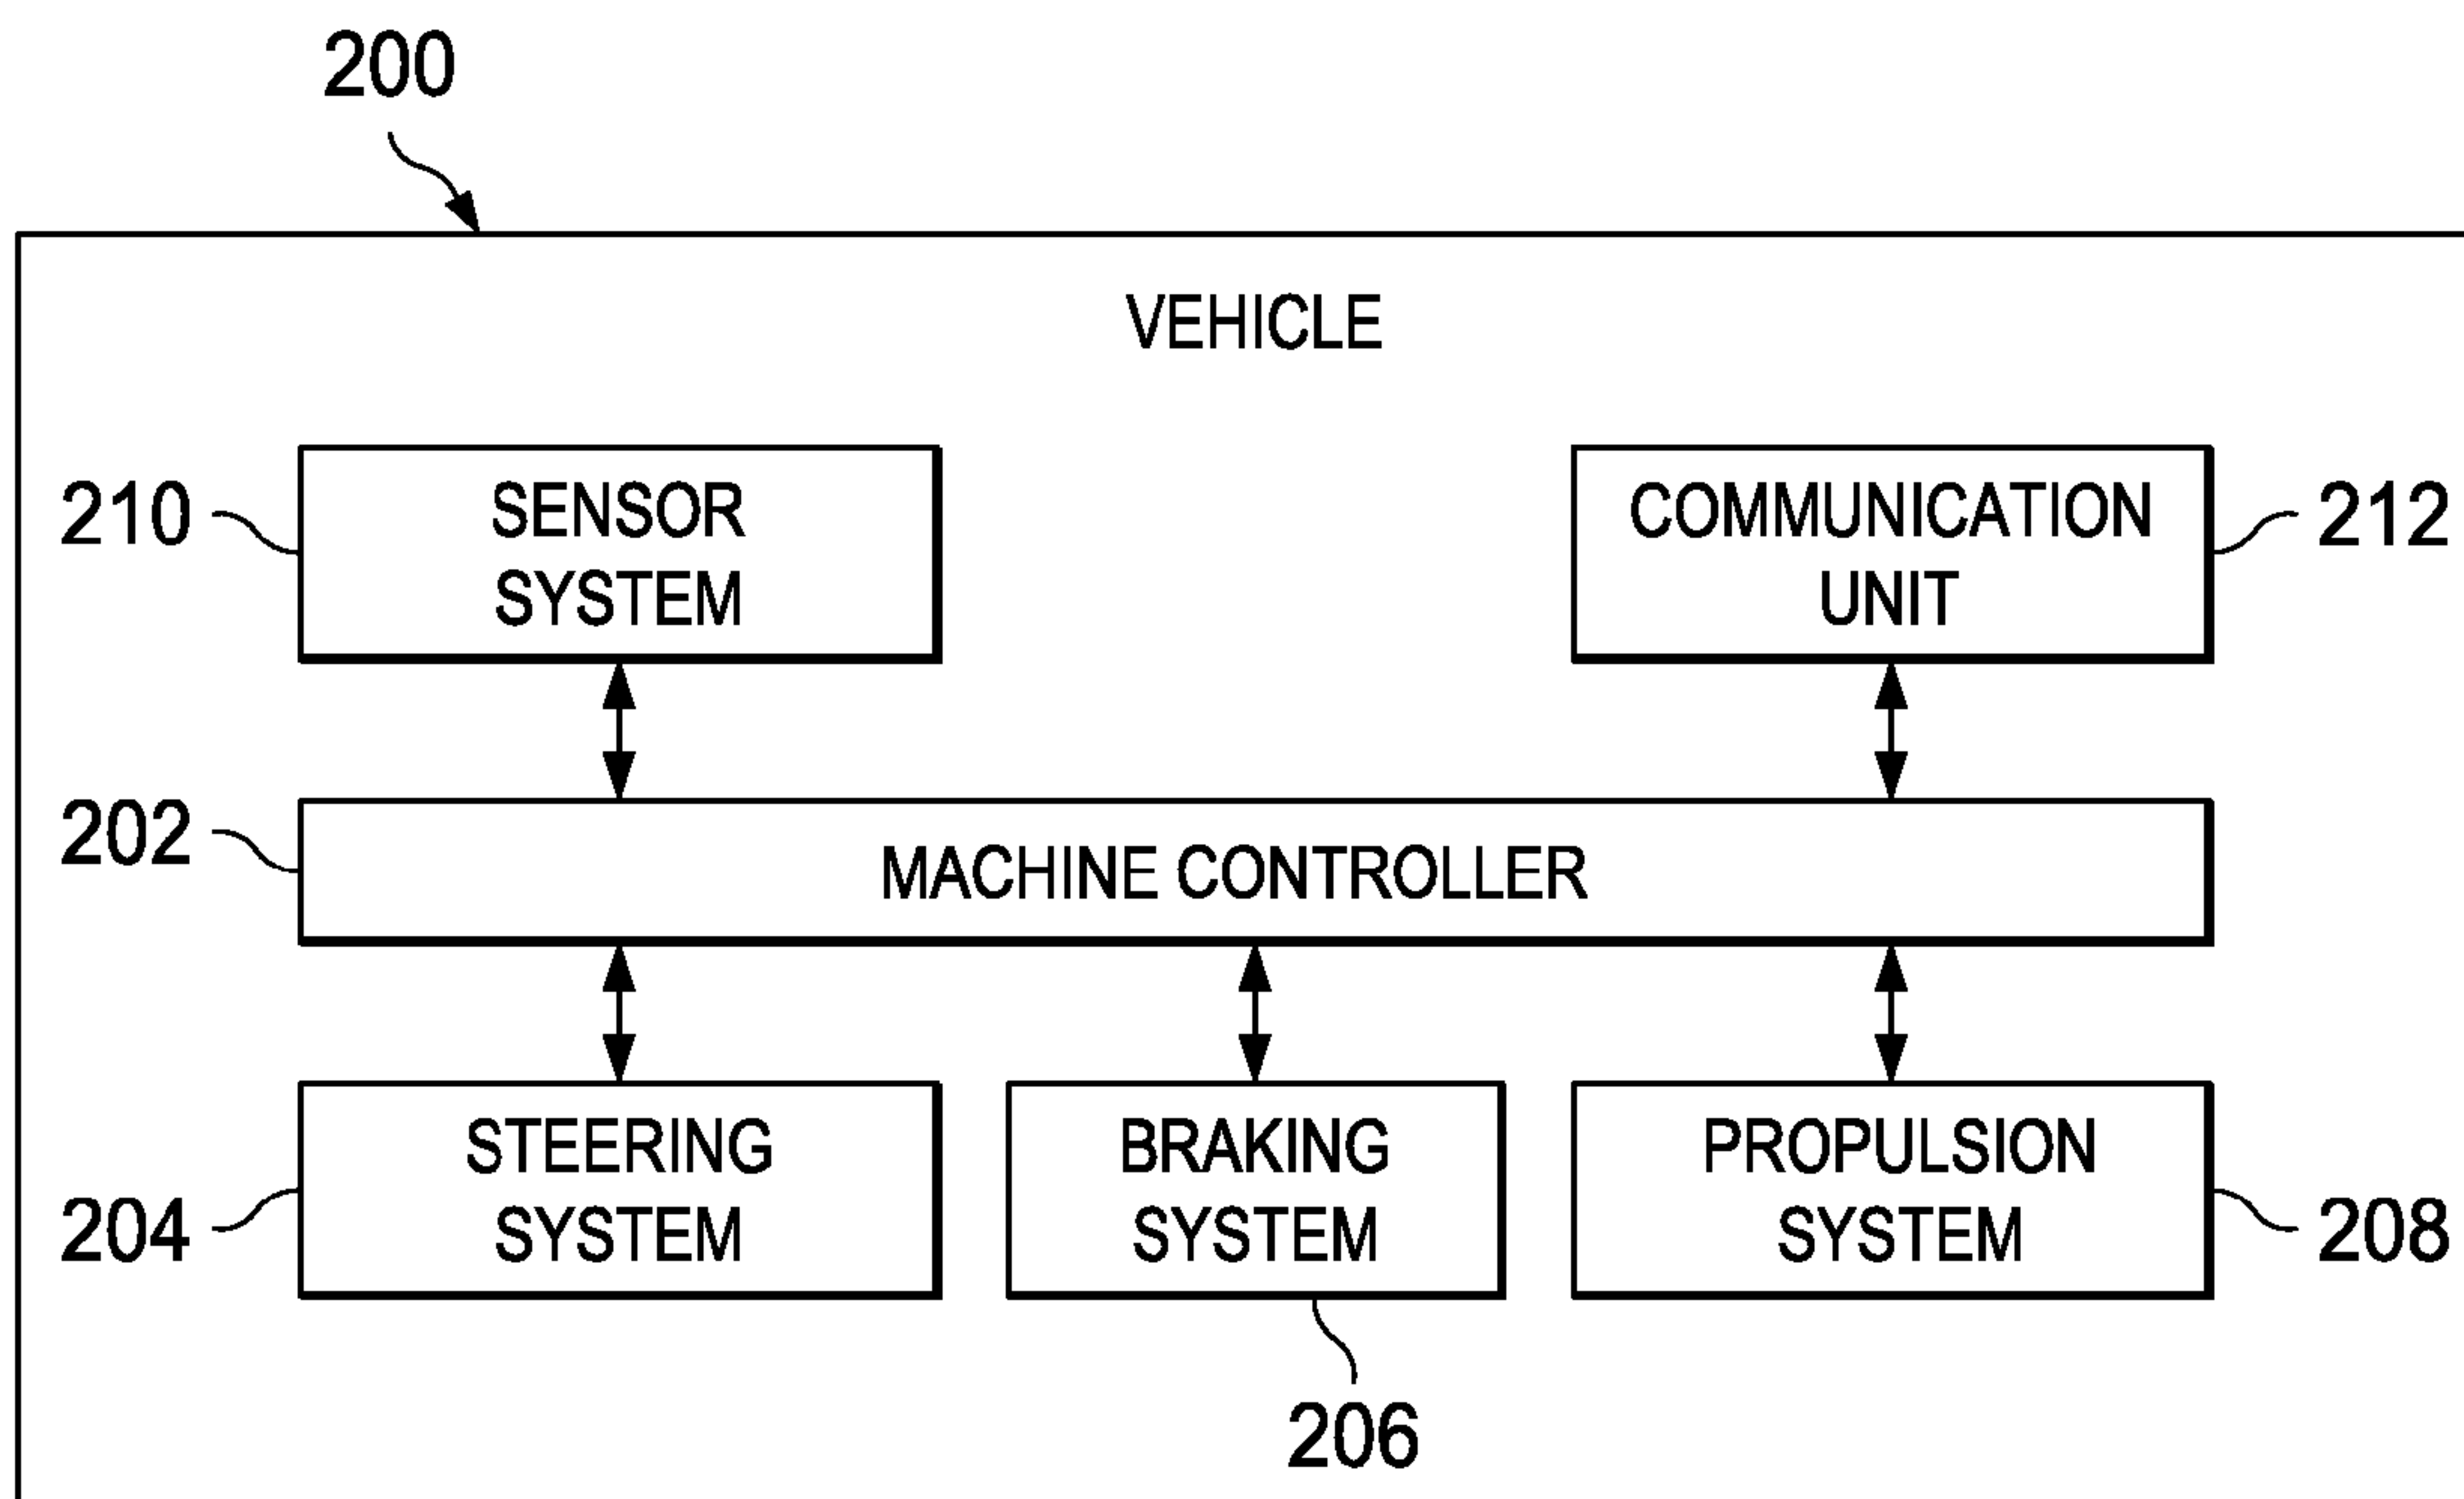 200
VEHICLE
210
SENSOR
SYSTEM
COMMUNICATION
UNIT
212
202
MACHINE CONTROLLER
204
STEERING
SYSTEM
BRAKING
SYSTEM
206
PROPULSION
SYSTEM
208